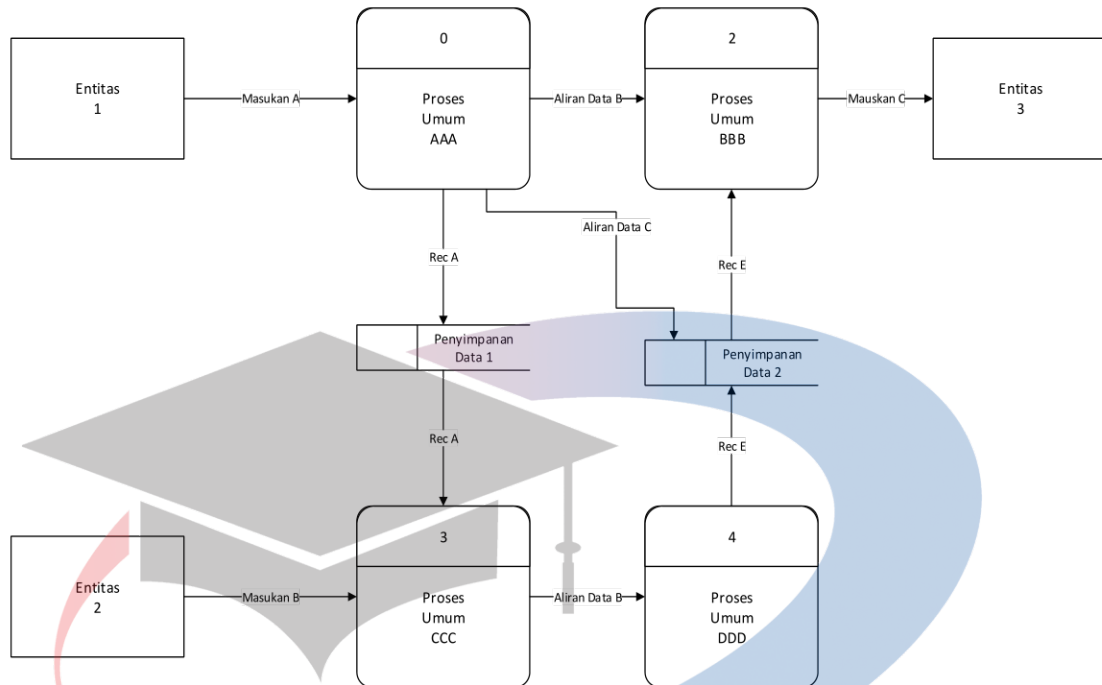 0
2
Entitas
1
Masukan A
Proses
Umum
AAA
Aliran Data B
Proses
Umum
BBB
Mauskan C
Entitas
3
Aliran Data C
Rec A
Rec E
Penyimpanan
Data 1
Penyimpanan
Data 2
Rec A
Rec E
3
4
Entitas
2
Masukan B
Proses
Umum
CCC
Aliran Data B
Proses
Umum
DDD